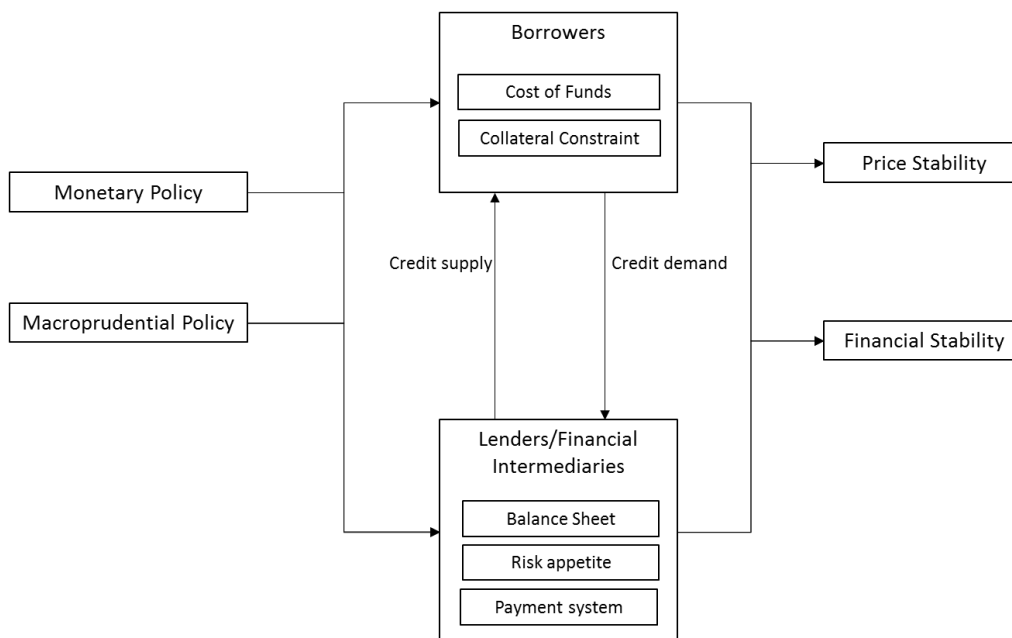 Borrowers
Cost of Funds
Collateral Constraint
Monetary Policy
Macroprudential Policy
Credit supply
Credit demand
Price Stability
Financial Stability
Lenders/Financial
Intermediaries
Balance Sheet
Risk appetite
Payment system